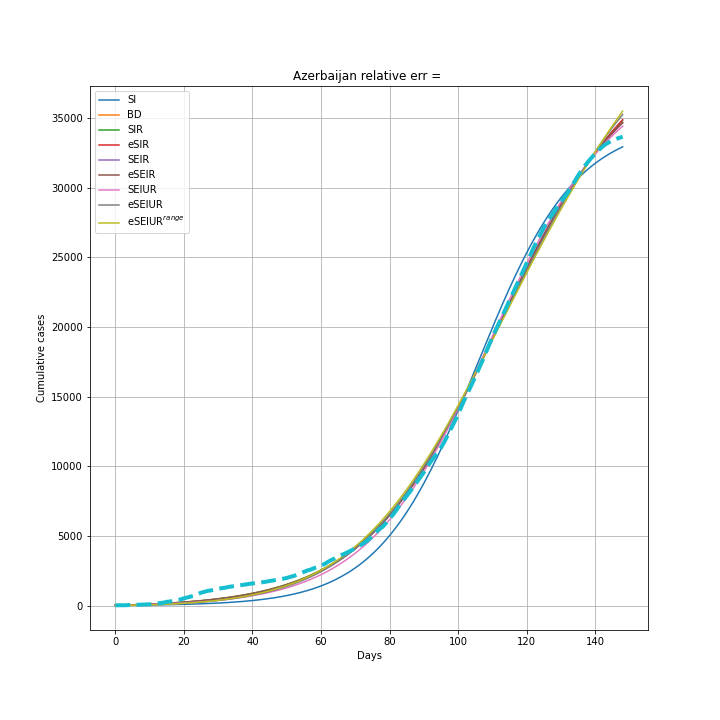 Azerbaijan relative err =
SI
BD
SIR
eSIR
SEIR
eSEIR
SEIUR
eSEIUR
eSEIUR^{range}
35000
30000
25000
20000
15000
10000
5000
0
Cumulative cases
0 20 40 60 80 100 120 140
Days